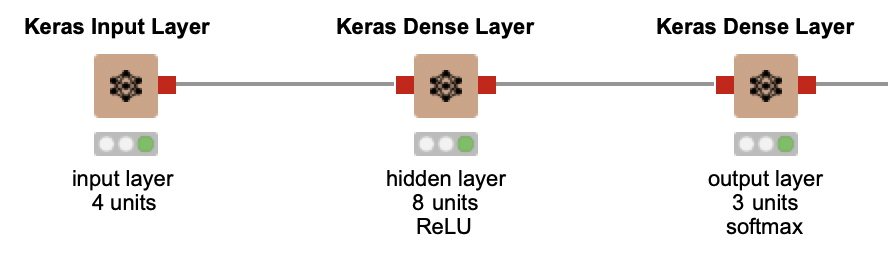 Keras Input Layer
Keras Dense Layer
Keras Dense Layer
input layer
4 units
hidden layer
8 units
ReLU
output layer
3 units
softmax